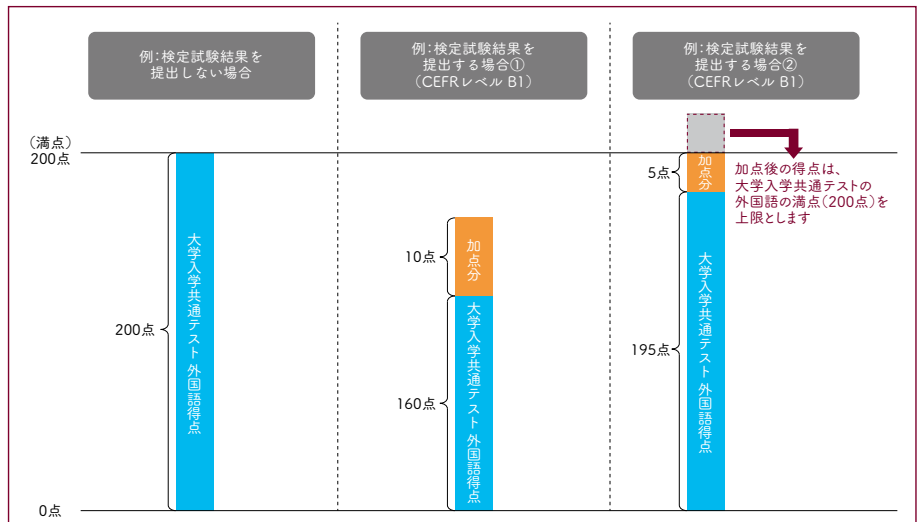 例：検定試験結果を
提出しない場合
例：検定試験結果を
提出する場合①
（CEFRレベル B1）
例：検定試験結果を
提出する場合②
（CEFRレベル B1）
（満点）
200点
0点
200点
大学入学共通テスト 外国語得点
10点
加点分
160点
大学入学共通テスト 外国語得点
5点
加点分
195点
大学入学共通テスト 外国語得点
加点後の得点は、
大学入学共通テストの
外国語の満点（200点）を
上限とします